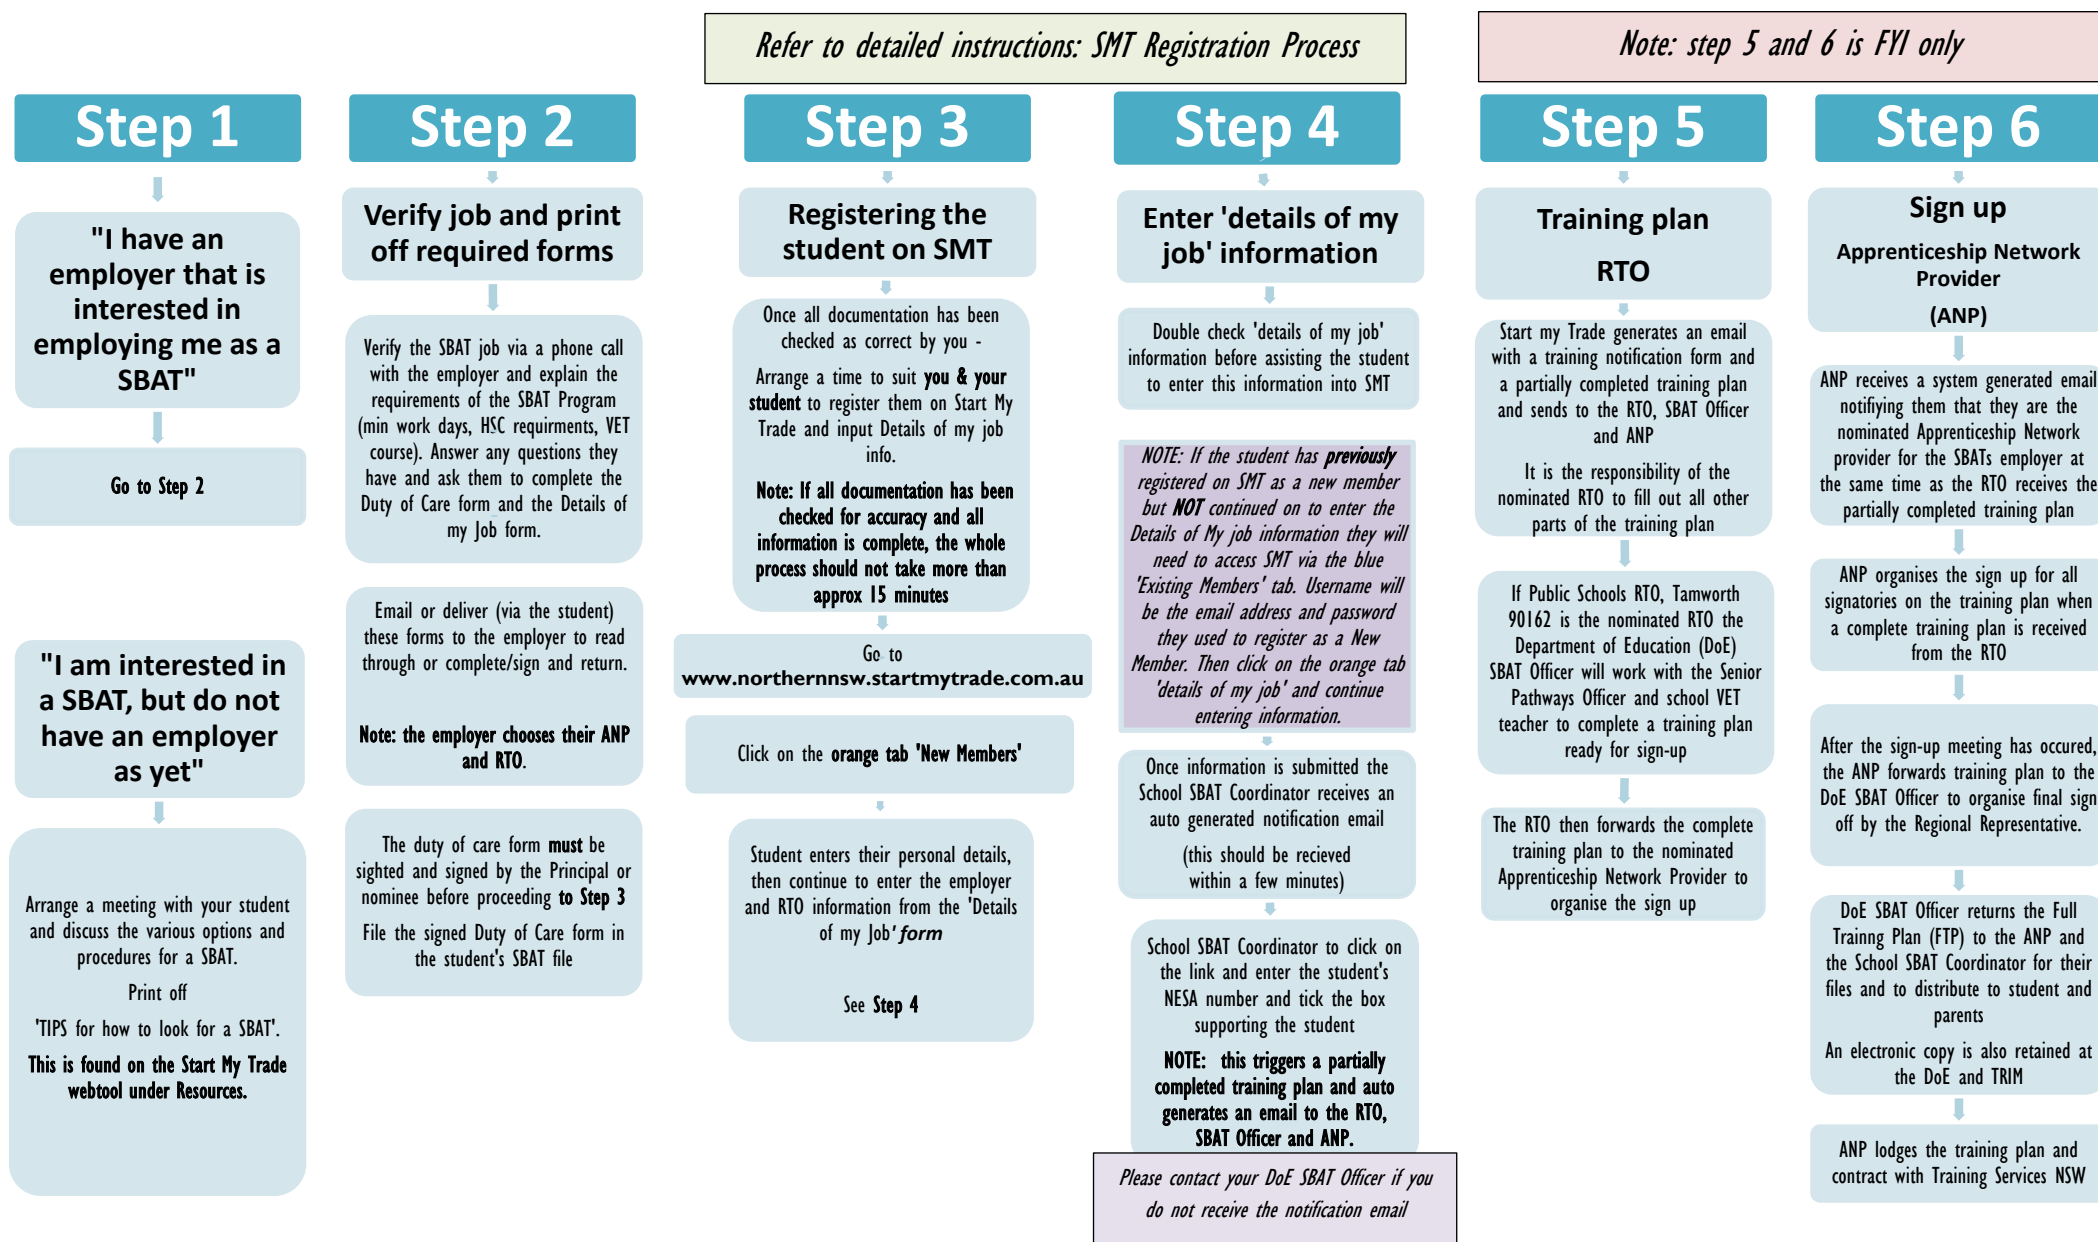 Refer to detailed instructions: SMT Registration Process
Note: step 5 and 6 is FYI only
Step 1
"I have an
employer that is
interested in
employing me as a
SBAT"
Go to Step 2
"I am interested in
a SBAT, but do not
have an employer
as yet"
Arrange a meeting with your student
and discuss the various options and
procedures for a SBAT.
Print off
'TIPS for how to look for a SBAT'.
This is found on the Start My Trade
webtool under Resources.
Step 2
Verify job and print
off required forms
Verify the SBAT job via a phone call
with the employer and explain the
requirements of the SBAT Program
(min work days, HSC requirments, VET
course). Answer any questions they
have and ask them to complete the
Duty of Care form and the Details of
my Job form.
Email or deliver (via the student)
these forms to the employer to read
through or complete/sign and return.
Note: the employer chooses their ANP
and RTO.
The duty of care form must be
sighted and signed by the Principal or
nominee before proceeding to Step 3
File the signed Duty of Care form in
the student's SBAT file
Step 3
Registering the
student on SMT
Once all documentation has been
checked as correct by you -
Arrange a time to suit you & your
student to register them on Start My
Trade and input Details of my job
info.
Note: If all documentation has been
checked for accuracy and all
information is complete, the whole
process should not take more than
approx 15 minutes
Go to
www.northernnsw.startmytrade.com.au
Click on the orange tab 'New Members'
Student enters their personal details,
then continue to enter the employer
and RTO information from the 'Details
of my Job' form
See Step 4
Step 4
Enter 'details of my
job' information
Double check 'details of my job'
information before assisting the student
to enter this information into SMT
NOTE: If the student has previously
registered on SMT as a new member
but NOT continued on to enter the
Details of My job information they will
need to access SMT via the blue
'Existing Members' tab. Username will
be the email address and password
they used to register as a New
Member. Then click on the orange tab
'details of my job' and continue
entering information.
Once information is submitted the
School SBAT Coordinator receives an
auto generated notification email
(this should be recieved
within a few minutes)
School SBAT Coordinator to click on
the link and enter the student's
NESA number and tick the box
supporting the student
NOTE: this triggers a partially
completed training plan and auto
generates an email to the RTO,
SBAT Officer and ANP.
Please contact your DoE SBAT Officer if you
do not receive the notification email
Step 5
Training plan
RTO
Start my Trade generates an email
with a training notification form and
a partially completed training plan
and sends to the RTO, SBAT Officer
and ANP
It is the responsibility of the
nominated RTO to fill out all other
parts of the training plan
If Public Schools RTO, Tamworth
90162 is the nominated RTO the
Department of Education (DoE)
SBAT Officer will work with the Senior
Pathways Officer and school VET
teacher to complete a training plan
ready for sign-up
The RTO then forwards the complete
training plan to the nominated
Apprenticeship Network Provider to
organise the sign up
Step 6
Sign up
Apprenticeship Network
Provider
(ANP)
ANP receives a system generated email
notifiying them that they are the
nominated Apprenticeship Network
provider for the SBATs employer at
the same time as the RTO receives the
partially completed training plan
ANP organises the sign up for all
signatories on the training plan when
a complete training plan is received
from the RTO
After the sign-up meeting has occured,
the ANP forwards training plan to the
DoE SBAT Officer to organise final sign
off by the Regional Representative.
DoE SBAT Officer returns the Full
Trainng Plan (FTP) to the ANP and
the School SBAT Coordinator for their
files and to distribute to student and
parents
An electronic copy is also retained at
the DoE and TRIM
ANP lodges the training plan and
contract with Training Services NSW